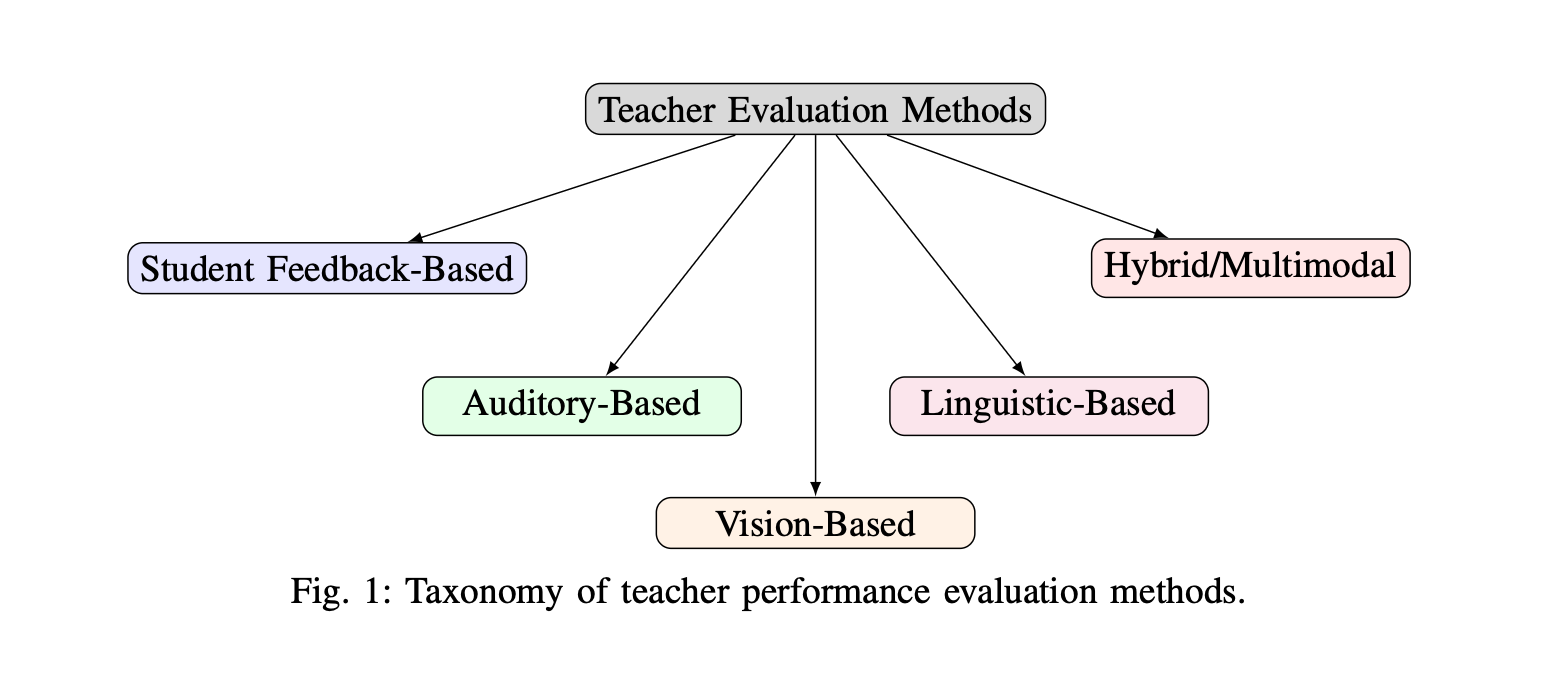 Teacher Evaluation Methods
Student Feedback-Based
Hybrid/Multimodal
Auditory-Based
Linguistic-Based
Vision-Based
Fig. 1: Taxonomy of teacher performance evaluation methods.